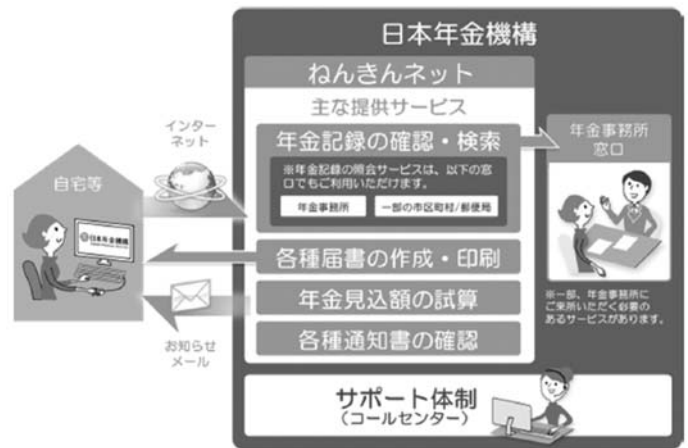 日本年金機構
ねんきんネット
主な提供サービス
年金記録の確認・検索
※年金記録の照会サービスは、以下の窓
口でもご利用いただけます。
年金事務所
一部の市区町村/郵便局
各種届書の作成・印刷
年金見込額の試算
各種通知書の確認
サポート体制
(コールセンター)
インター
ネット
自宅等
日本年金機構
お知らせ
メール
年金事務所
窓口
※一部、年金事務所に
ご来所いただく必要の
あるサービスがあります。